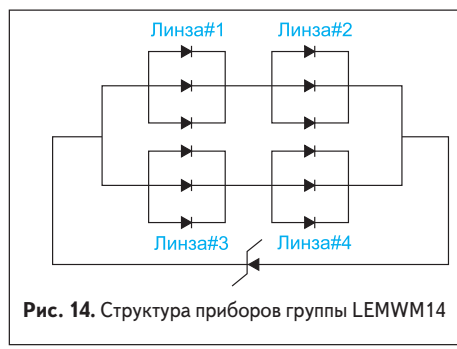 Линза#1 Линза#2
Линза#3 Линза#4
Рис. 14. Структура приборов группы LEMWM14